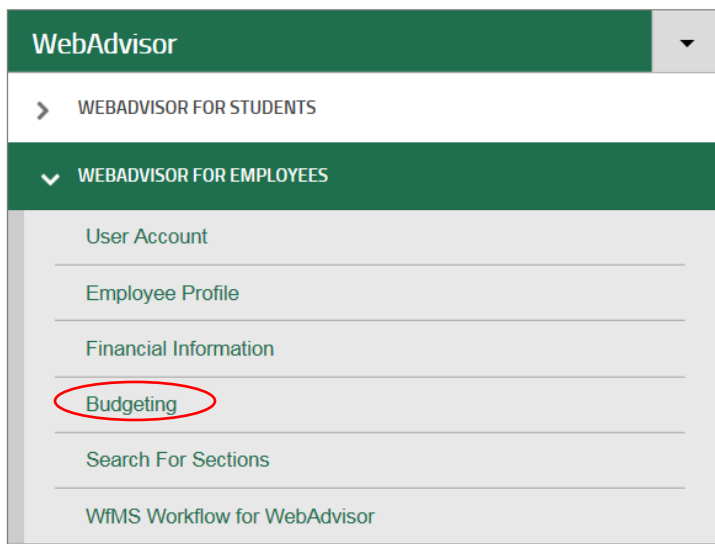 WebAdvisor
WEBADVISOR FOR STUDENTS
WEBADVISOR FOR EMPLOYEES
User Account
Employee Profile
Financial Information
Budgeting
Search For Sections
WfMS Workflow for WebAdvisor